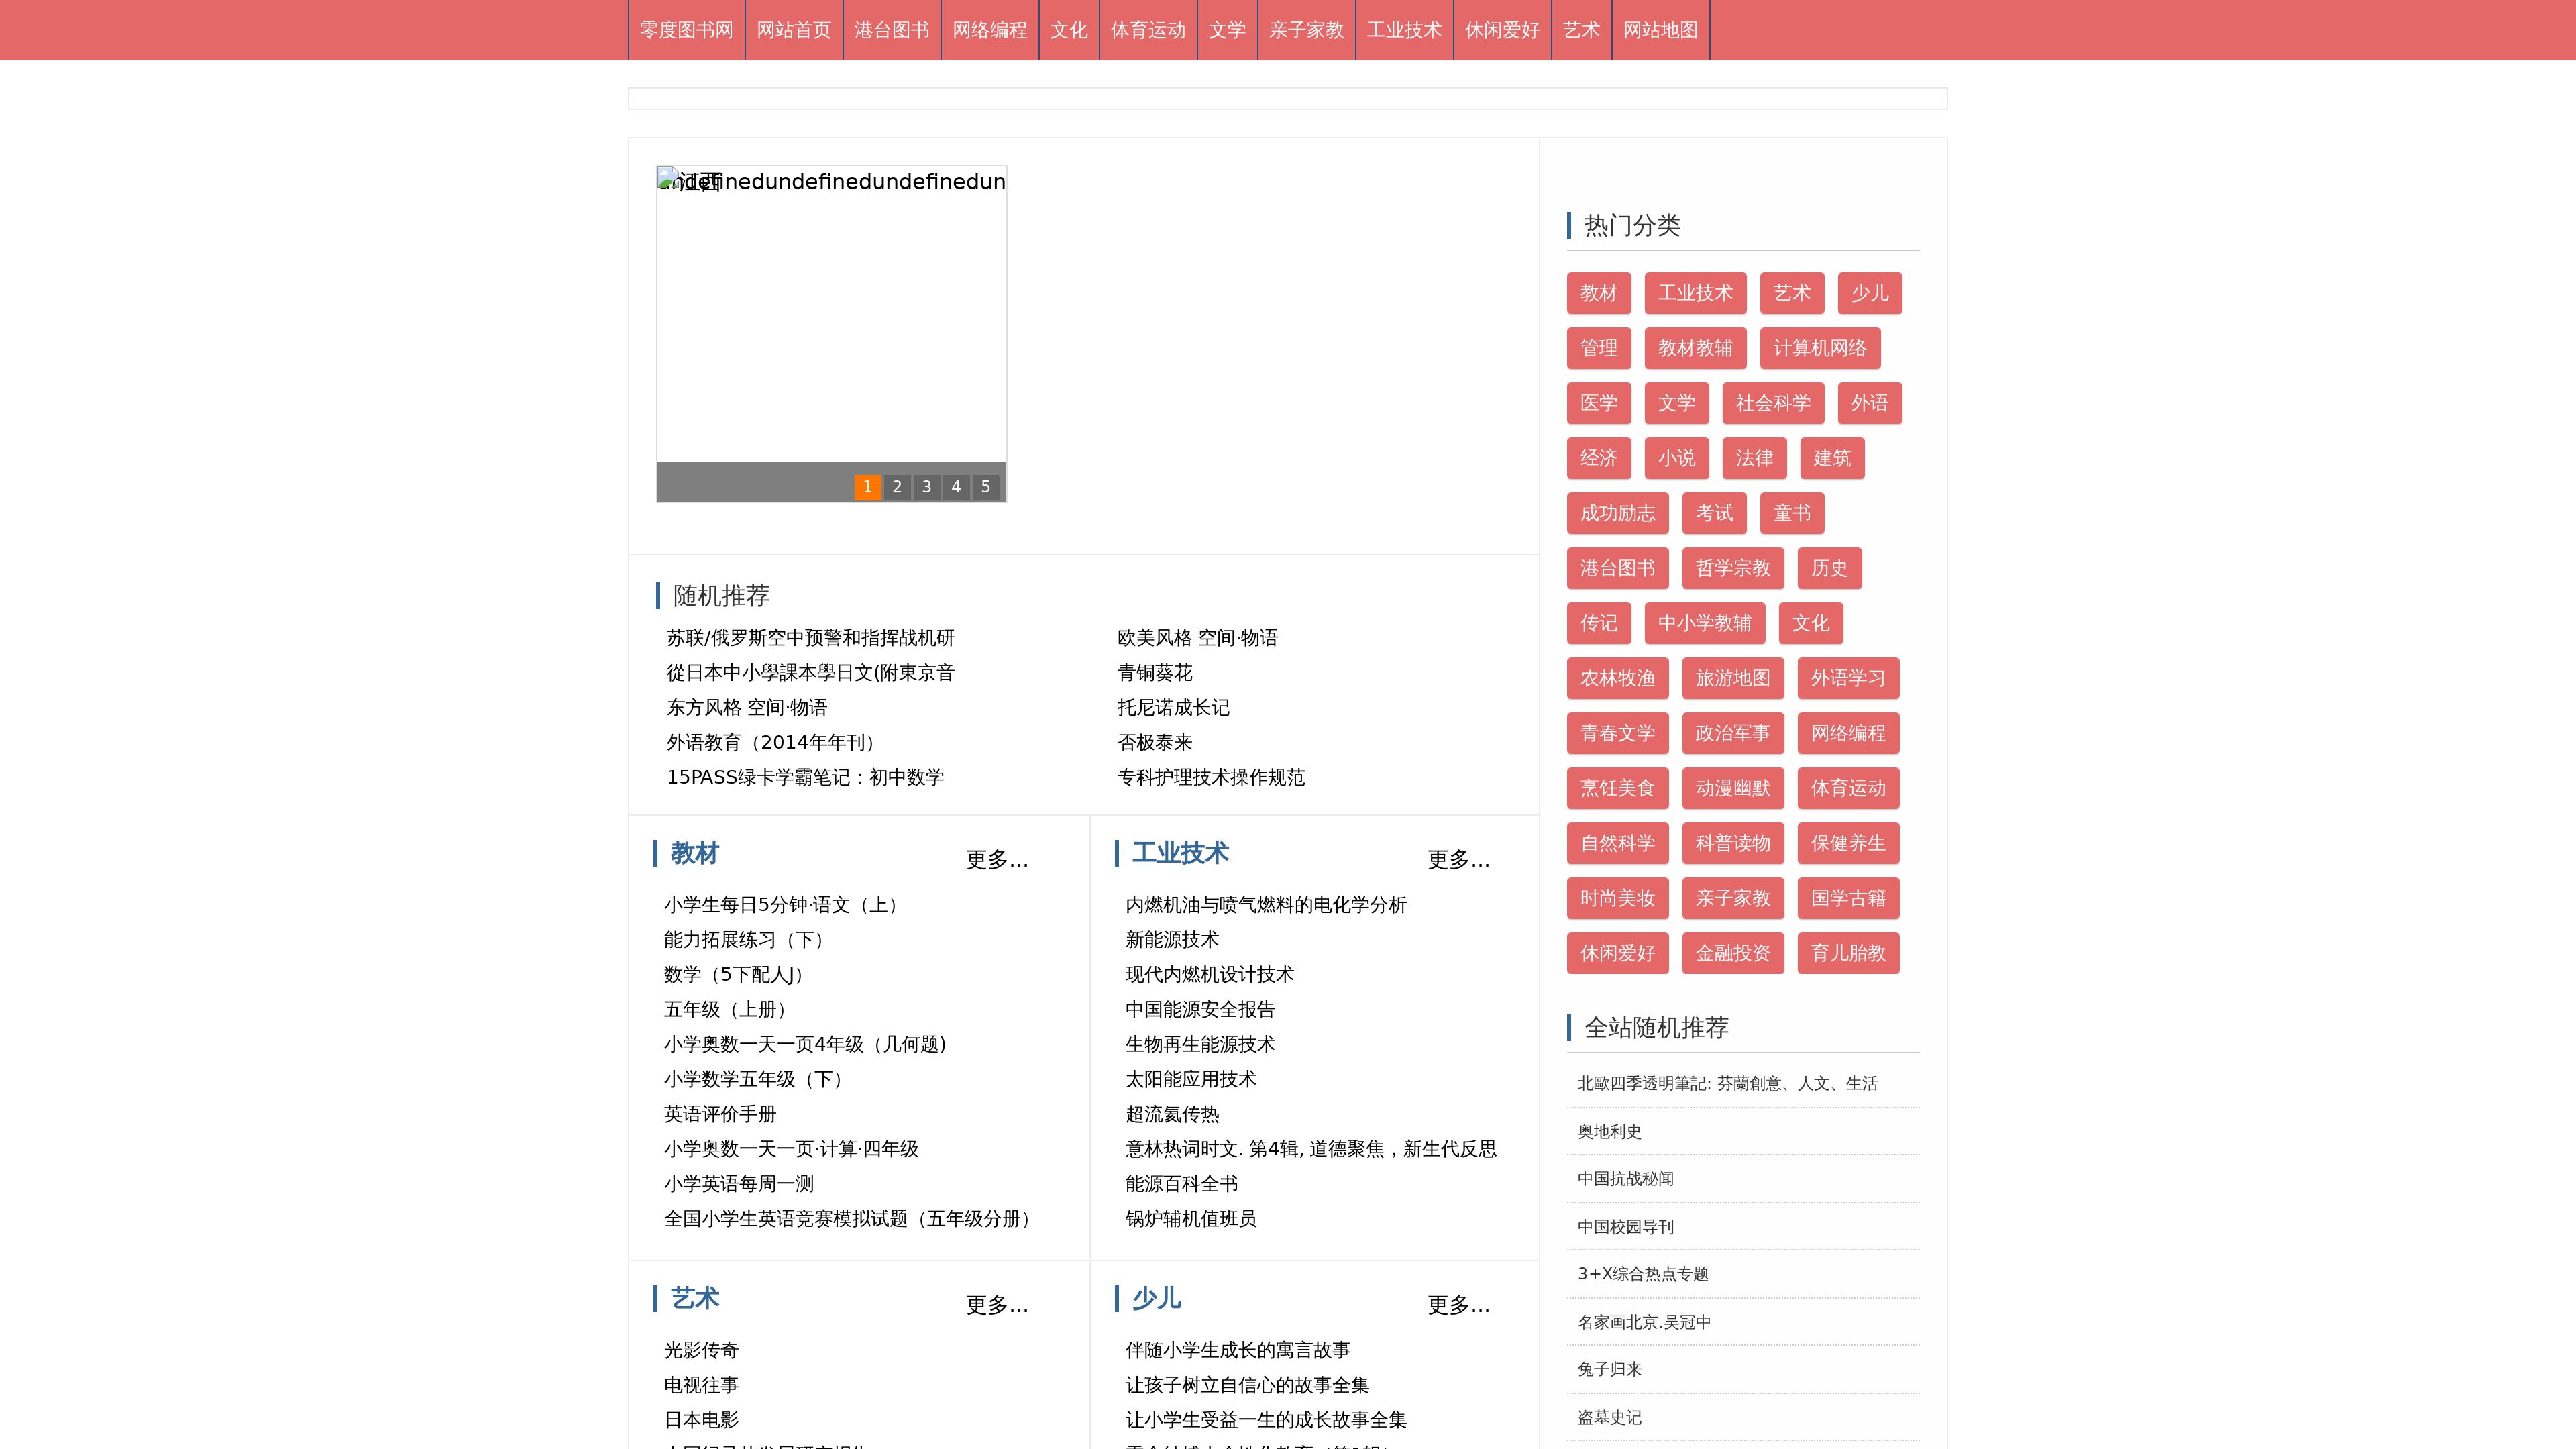 零度图书网 网站首页 港台图书 网络编程 文化 体育运动 文学 亲子家教 工业技术 休闲爱好 艺术 网站地图
1 2 3 4 5
随机推荐
苏联/俄罗斯空中预警和指挥战机研
欧美风格 空间·物语
從日本中小學課本學日文(附東京音
青铜葵花
东方风格 空间·物语
托尼诺成长记
外语教育（2014年年刊）
否极泰来
15PASS绿卡学霸笔记：初中数学
专科护理技术操作规范
教材
更多...
小学生每日5分钟·语文（上）
能力拓展练习（下）
数学（5下配人J）
五年级（上册）
小学奥数一天一页4年级（几何题)
小学数学五年级（下）
英语评价手册
小学奥数一天一页·计算·四年级
小学英语每周一测
全国小学生英语竞赛模拟试题（五年级分册）
工业技术
更多...
内燃机油与喷气燃料的电化学分析
新能源技术
现代内燃机设计技术
中国能源安全报告
生物再生能源技术
太阳能应用技术
超流氦传热
意林热词时文. 第4辑, 道德聚焦，新生代反思
能源百科全书
锅炉辅机值班员
艺术
更多...
光影传奇
电视往事
日本电影
少儿
更多...
伴随小学生成长的寓言故事
让孩子树立自信心的故事全集
让小学生受益一生的成长故事全集
热门分类
教材 工业技术 艺术 少儿
管理 教材教辅 计算机网络
医学 文学 社会科学 外语
经济 小说 法律 建筑
成功励志 考试 童书
港台图书 哲学宗教 历史
传记 中小学教辅 文化
农林牧渔 旅游地图 外语学习
青春文学 政治军事 网络编程
烹饪美食 动漫幽默 体育运动
自然科学 科普读物 保健养生
时尚美妆 亲子家教 国学古籍
休闲爱好 金融投资 育儿胎教
全站随机推荐
北歐四季透明筆記: 芬蘭創意、人文、生活
奥地利史
中国抗战秘闻
中国校园导刊
3+X综合热点专题
名家画北京.吴冠中
兔子归来
盗墓史记